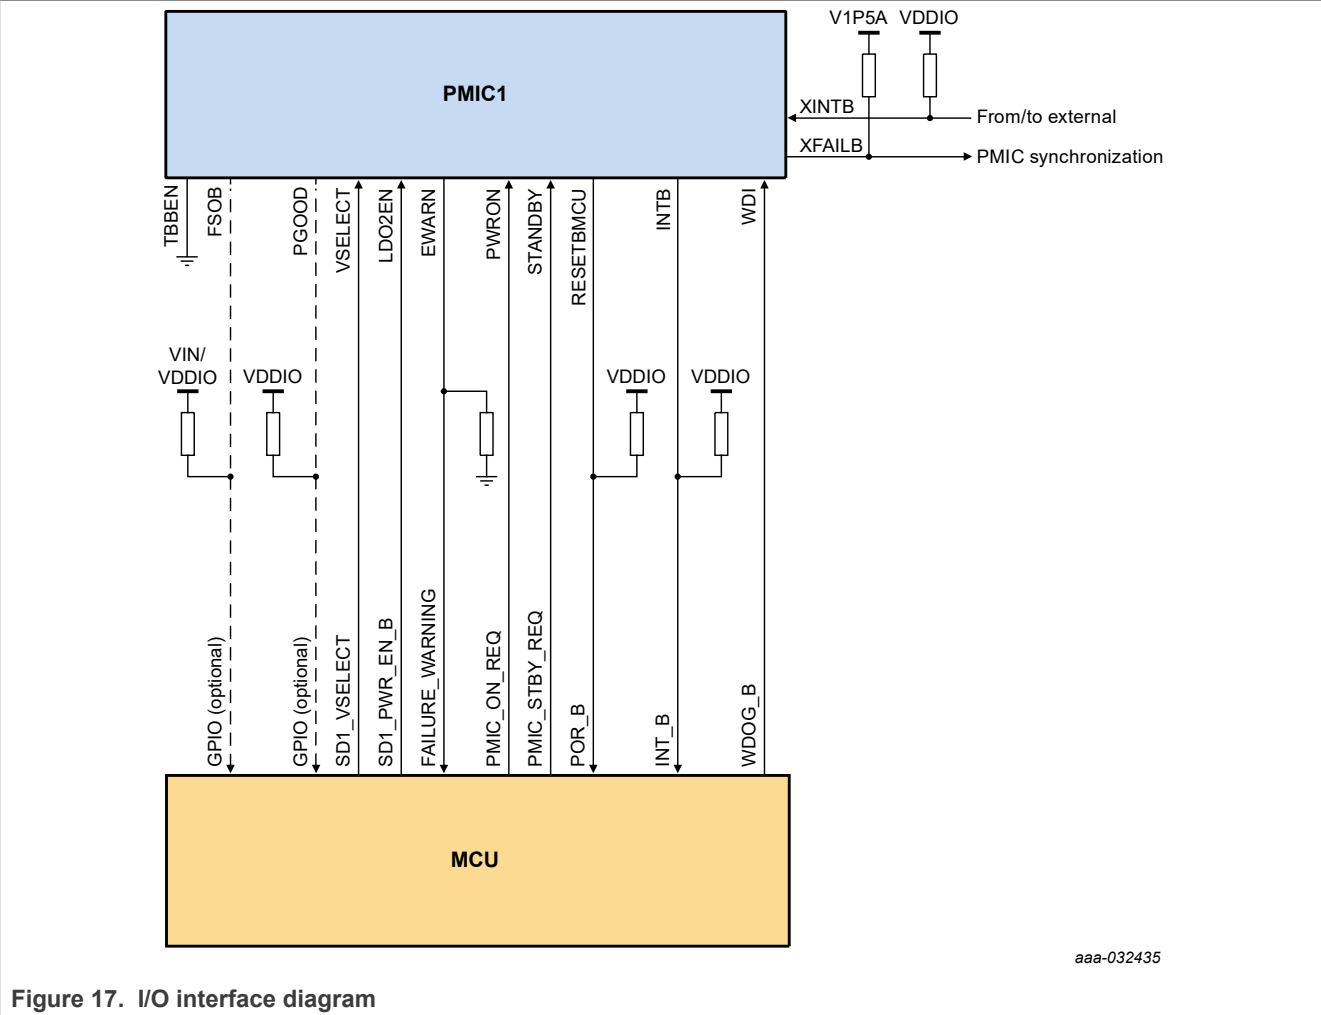 V1P5A VDDIO
PMIC1
XINTB
From/to external
XFAILB
PMIC synchronization
TBBEN
FSOB
PGOOD
VSELECT
LDO2EN
EWARN
PWRON
STANDBY
RESETBMCU
INTB
WDI
VIN/
VDDIO
VDDIO
VDDIO
VDDIO
GPIO (optional)
GPIO (optional)
SD1_VSELECT
SD1_PWR_EN_B
FAILURE_WARNING
PMIC_ON_REQ
PMIC_STBY_REQ
POR_B
INT_B
WDOG_B
MCU
aaa-032435
Figure 17. I/O interface diagram